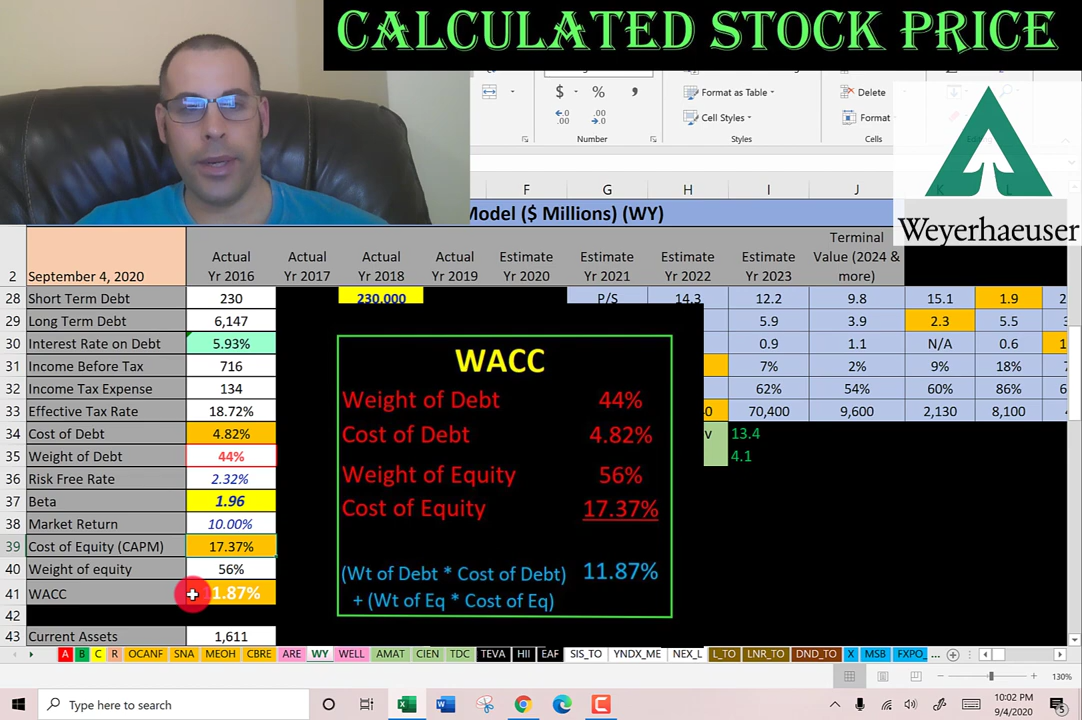 CALCULATED STOCK PRICE
$ % ,
Format as Table
Delete
Cell Styles
Format
Number
Styles
Cells
Weyerhaeuser
F G H I J
Model ($ Millions) (WY)
2 September 4, 2020 Actual Yr 2016 Actual Yr 2017 Actual Yr 2018 Actual Yr 2019 Estimate Yr 2020 Estimate Yr 2021 Estimate Yr 2022 Estimate Yr 2023 Terminal Value (2024 & more)
28 Short Term Debt 230 230.000 P/S 14.3 12.2 9.8 15.1 1.9
29 Long Term Debt 6,147 5.9 3.9 2.3 5.5
30 Interest Rate on Debt 5.93% 0.9 1.1 N/A 0.6
31 Income Before Tax 716 7% 2% 9% 18%
32 Income Tax Expense 134 62% 54% 60% 86%
33 Effective Tax Rate 18.72% 70,400 9,600 2,130 8,100
34 Cost of Debt 4.82% 13.4
35 Weight of Debt 44% 4.1
36 Risk Free Rate 2.32%
37 Beta 1.96
38 Market Return 10.00%
39 Cost of Equity (CAPM) 17.37%
40 Weight of equity 56%
41 WACC 11.87%
42
43 Current Assets 1,611
WACC
Weight of Debt 44%
Cost of Debt 4.82%
Weight of Equity 56%
Cost of Equity 17.37%
(Wt of Debt * Cost of Debt) 11.87%
+ (Wt of Eq * Cost of Eq)
A B C R OCANF SNA MEOH CBRE ARE WY WELL AMAT CIEN TDC TEVA HII EAF SIS_TO YNDX_ME NEX_L L_TO LNR_TO DND_TO X MSB FXPO_ ...
130%
Type here to search
10:02 PM
9/4/2020